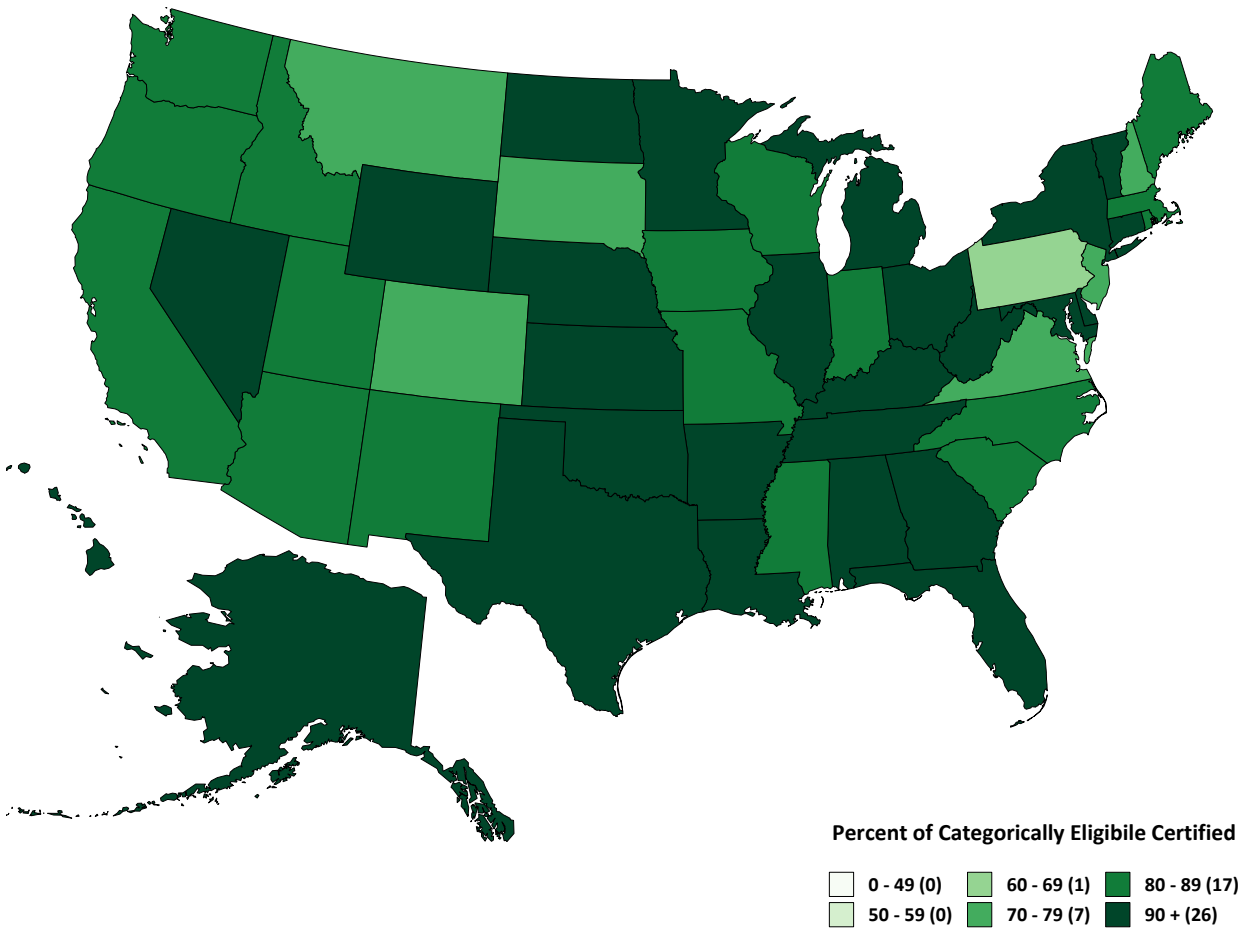 Percent of Categorically Eligibile Certified
0 - 49 (0) 60 - 69 (1) 80 - 89 (17)
50 - 59 (0) 70 - 79 (7) 90 + (26)